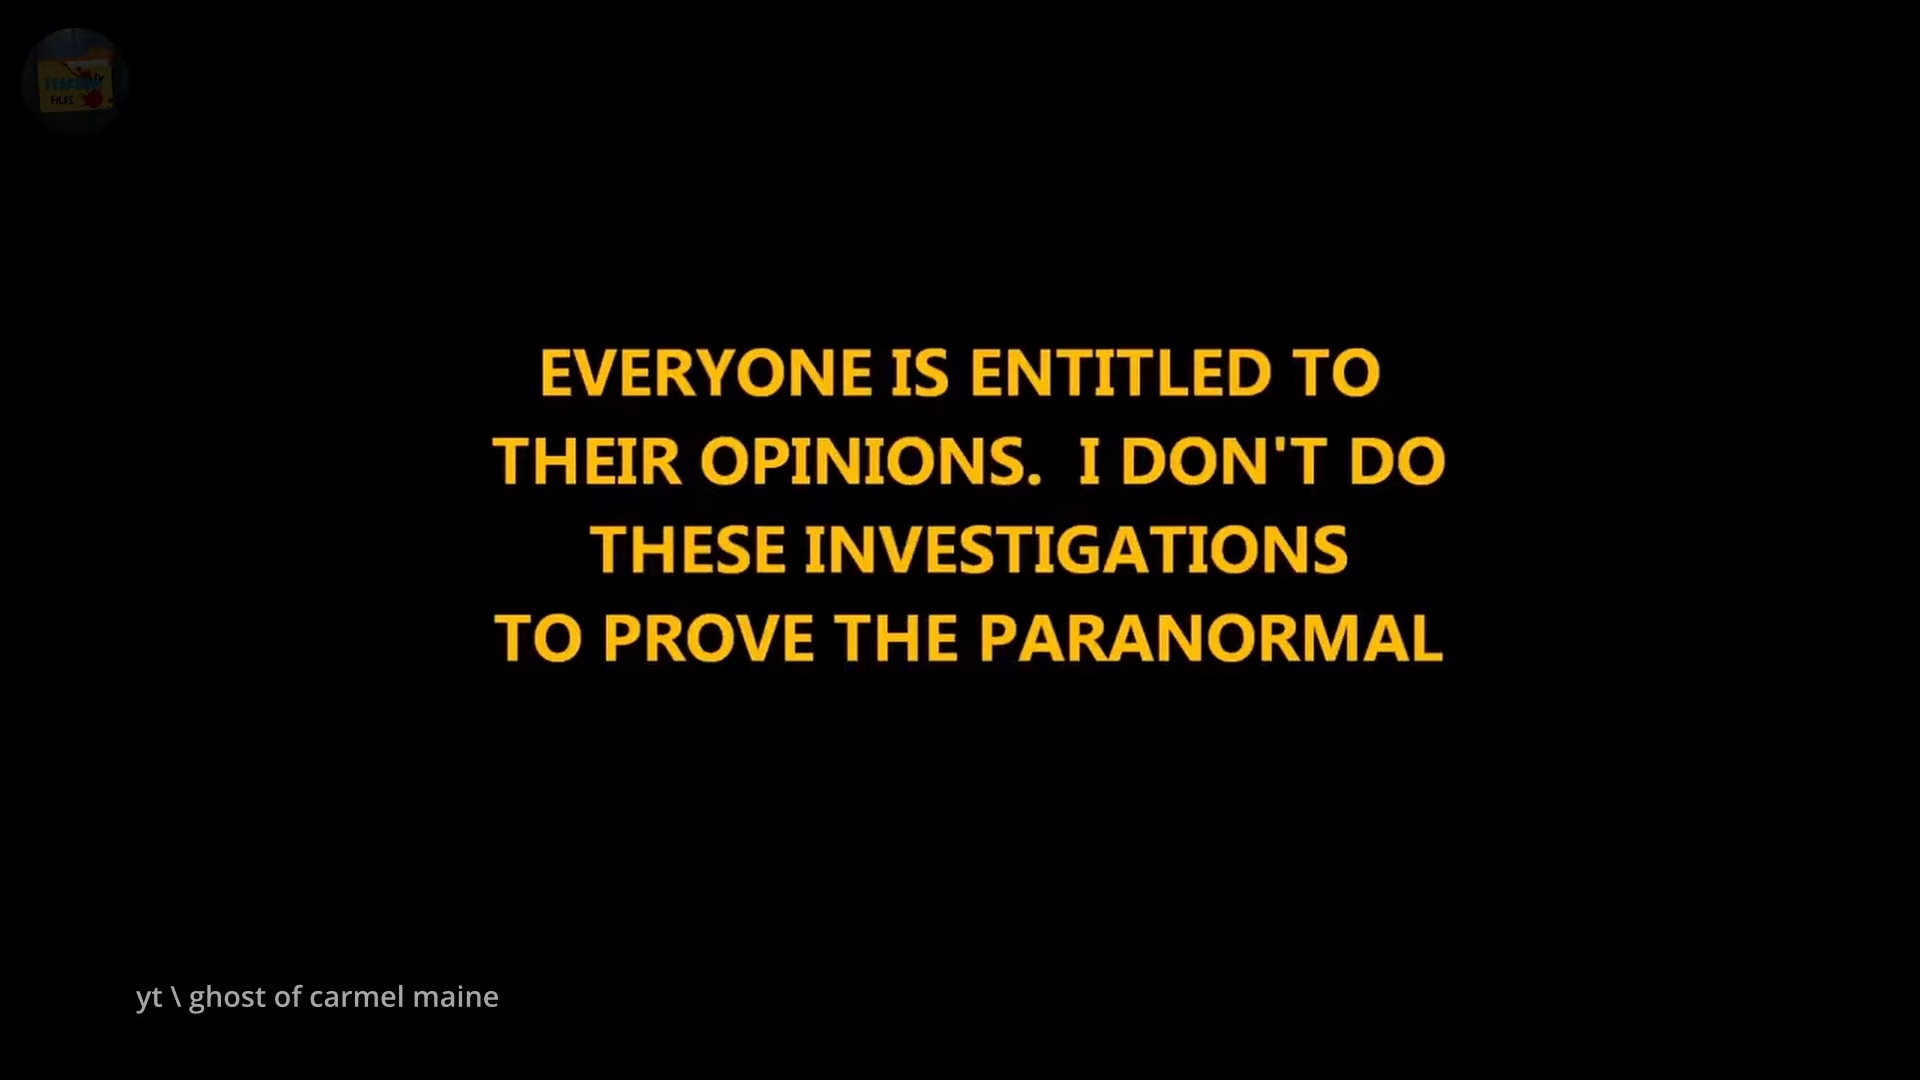 EVERYONE IS ENTITLED TO
THEIR OPINIONS.  I DON'T DO
THESE INVESTIGATIONS
TO PROVE THE PARANORMAL
FILES
yt \ ghost of carmel maine